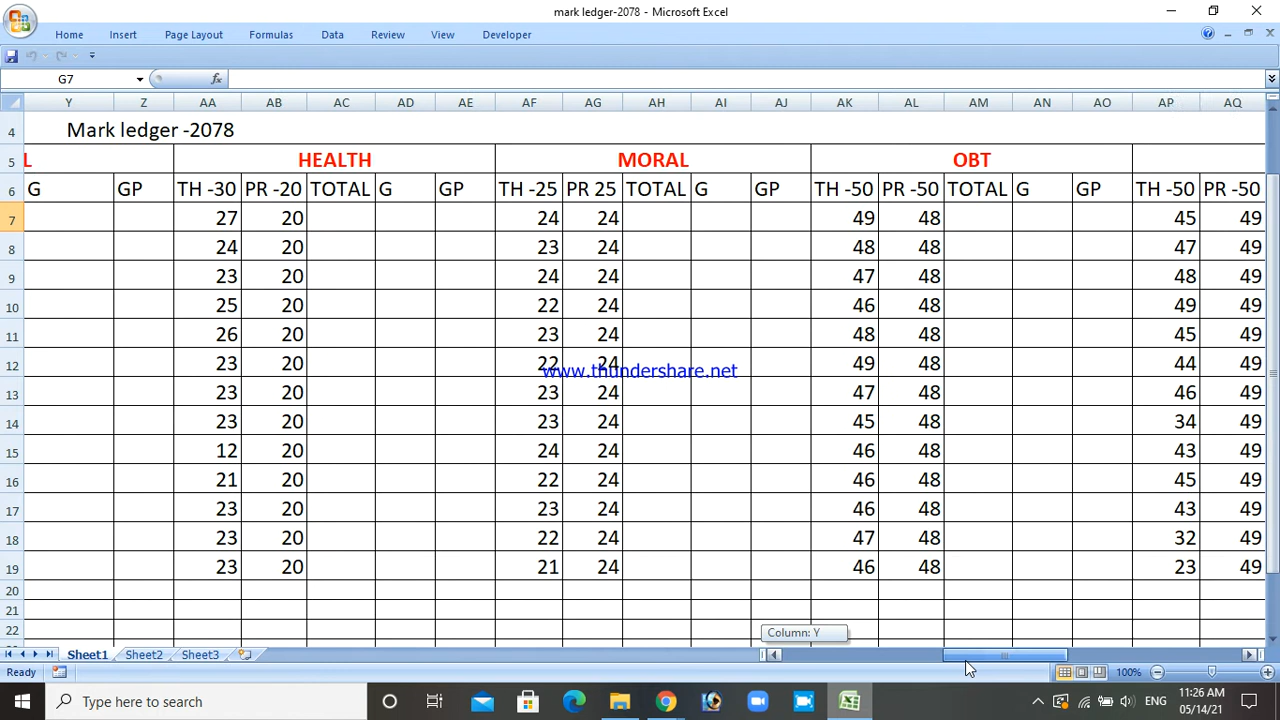 mark ledger-2078 - Microsoft Excel
Home Insert Page Layout Formulas Data Review View Developer
G7 fx
Y Z AA AB AC AD AE AF AG AH AI AJ AK AL AM AN AO AP AQ
4 Mark ledger -2078
5 L HEALTH MORAL OBT
6 G GP TH -30 PR -20 TOTAL G GP TH -25 PR 25 TOTAL G GP TH -50 PR -50 TOTAL G GP TH -50 PR -50
7 27 20 24 24 49 48 45 49
8 24 20 23 24 48 48 47 49
9 23 20 24 24 47 48 48 49
10 25 20 22 24 46 48 49 49
11 26 20 23 24 48 48 45 49
12 23 20 22 24 49 48 44 49
www.thundershare.net
13 23 20 23 24 47 48 46 49
14 23 20 23 24 45 48 34 49
15 12 20 24 24 46 48 43 49
16 21 20 22 24 46 48 45 49
17 23 20 23 24 46 48 43 49
18 23 20 22 24 47 48 32 49
19 23 20 21 24 46 48 23 49
20
21
22
Column: Y
Sheet1 Sheet2 Sheet3
Ready 100%
Type here to search ENG 11:26 AM
05/14/21